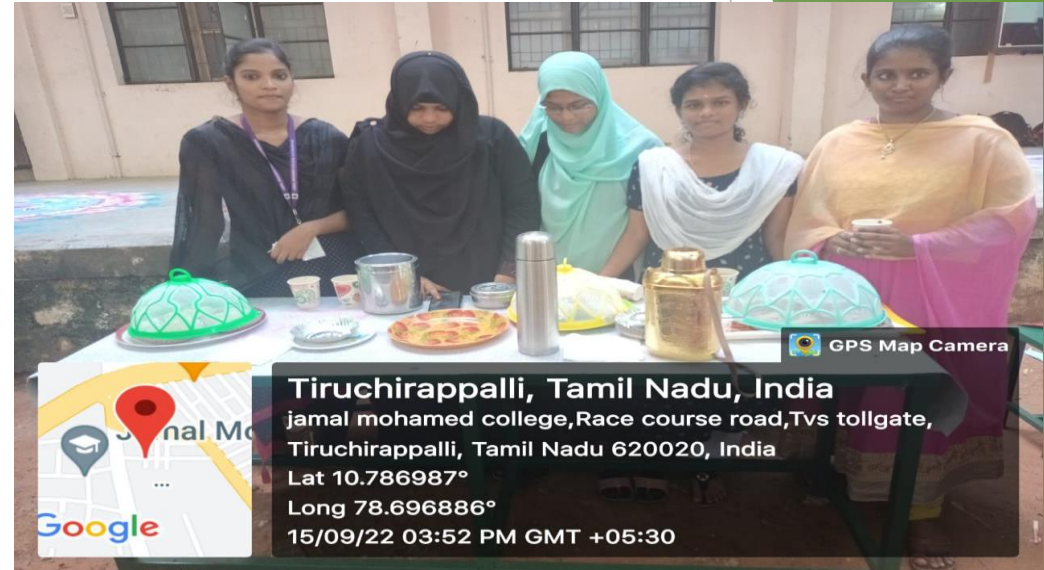 GPS Map Camera
Tiruchirappalli, Tamil Nadu, India
jamal mohamed college,Race course road,Tvs tollgate,
Tiruchirappalli, Tamil Nadu 620020, India
Lat 10.786987°
Long 78.696886°
15/09/22 03:52 PM GMT +05:30
Google